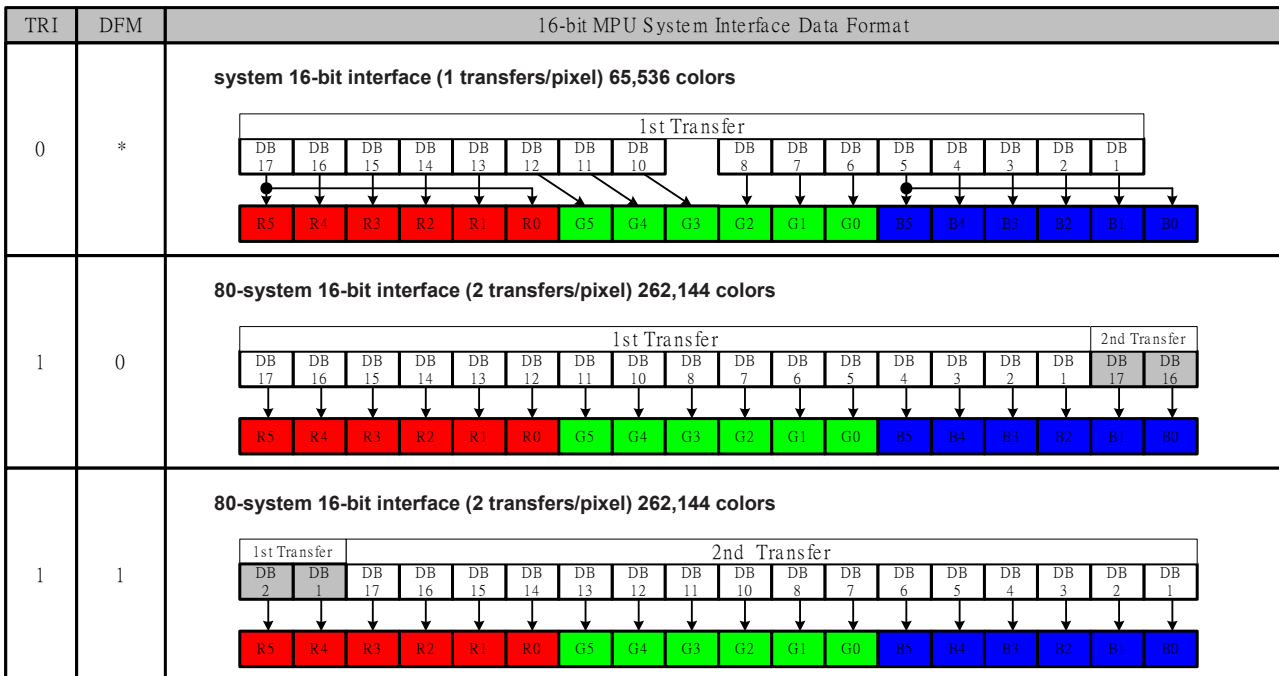 TRI DFM 16-bit MPU System Interface Data Format
system 16-bit interface (1 transfers/pixel) 65,536 colors
0 *
1st Transfer
DB 17 DB 16 DB 15 DB 14 DB 13 DB 12 DB 11 DB 10 DB 8 DB 7 DB 6 DB 5 DB 4 DB 3 DB 2 DB 1
R5 R4 R3 R2 R1 R0 G5 G4 G3 G2 G1 G0 B5 B4 B3 B2 B1 B0
80-system 16-bit interface (2 transfers/pixel) 262,144 colors
1 0
1st Transfer 2nd Transfer
DB 17 DB 16 DB 15 DB 14 DB 13 DB 12 DB 11 DB 10 DB 8 DB 7 DB 6 DB 5 DB 4 DB 3 DB 2 DB 1 DB 17 DB 16
R5 R4 R3 R2 R1 R0 G5 G4 G3 G2 G1 G0 B5 B4 B3 B2 B1 B0
80-system 16-bit interface (2 transfers/pixel) 262,144 colors
1 1
1st Transfer 2nd Transfer
DB 2 DB 1 DB 17 DB 16 DB 15 DB 14 DB 13 DB 12 DB 11 DB 10 DB 8 DB 7 DB 6 DB 5 DB 4 DB 3 DB 2 DB 1
R5 R4 R3 R2 R1 R0 G5 G4 G3 G2 G1 G0 B5 B4 B3 B2 B1 B0